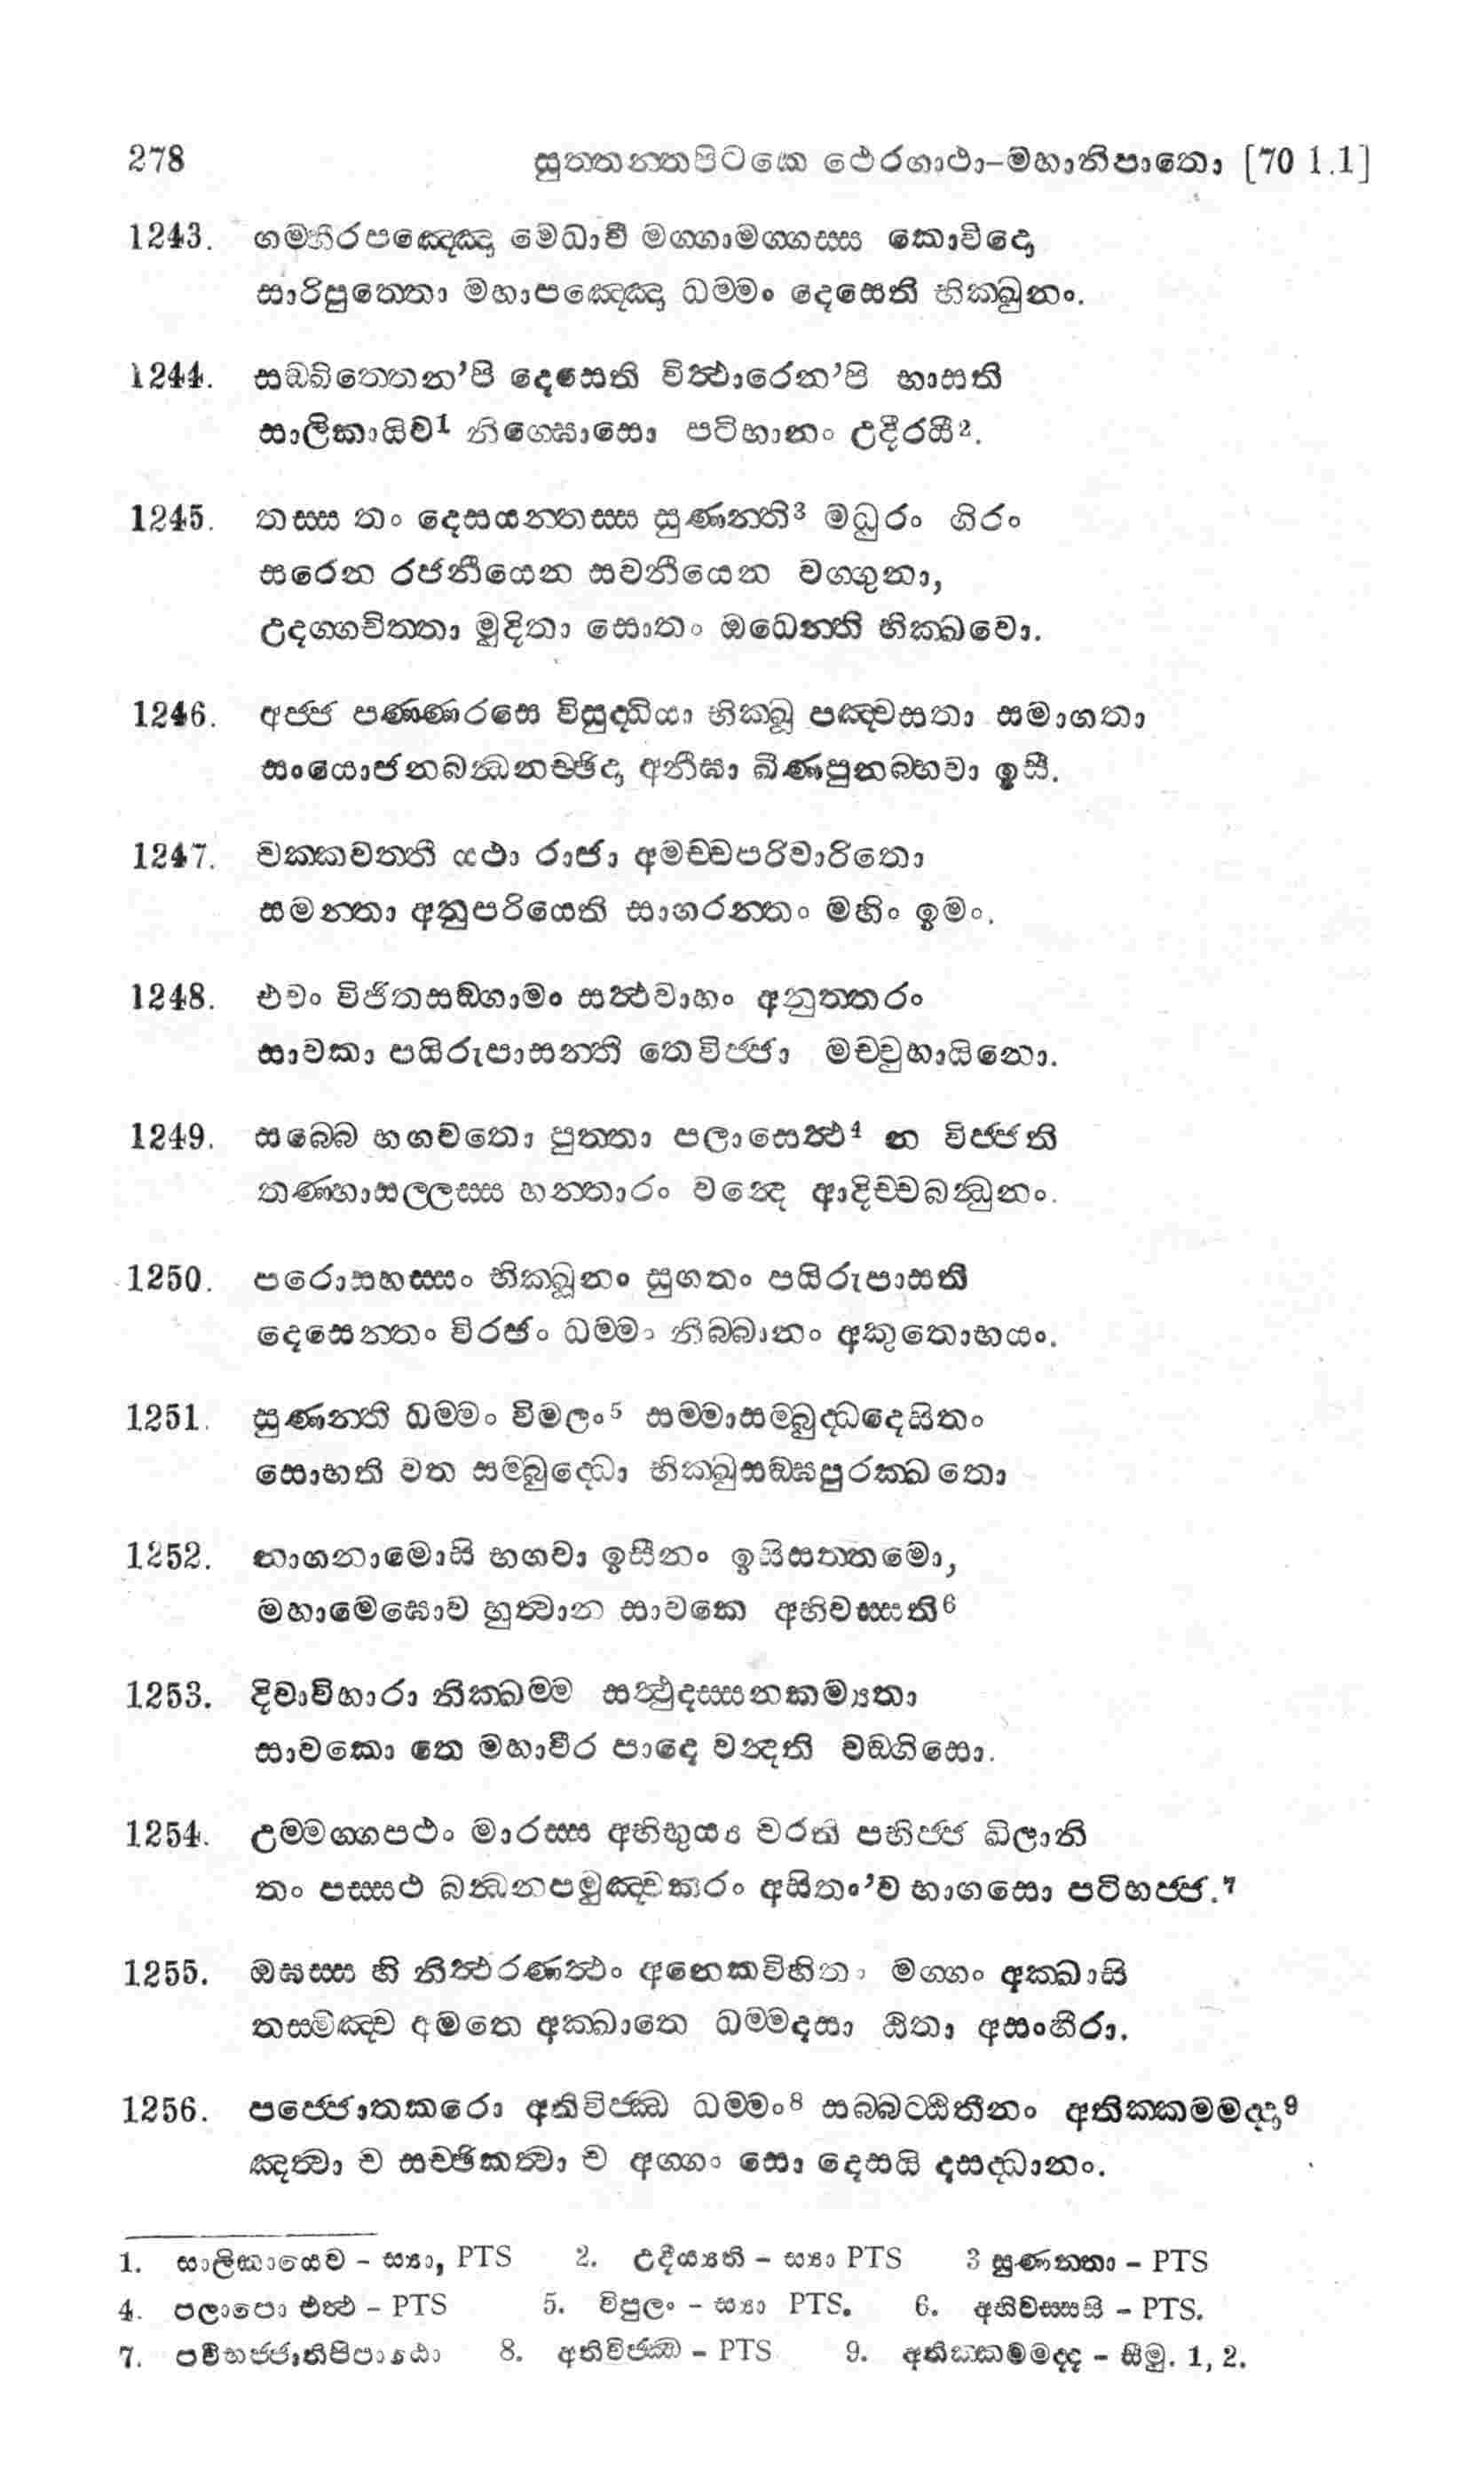 278 සුත්තන්තපිටකෙ ථෙරගාථා-මහානිපාතො [70 1.1]
1243. ගම්භීරපඤ්ඤො මෙධාවී මග්ගාමග්ගස්ස කොවිදො
සාරිපුත්තො මහාපඤ්ඤො ධම්මං දෙසෙති භික්ඛුනං.
1244. සඞ්ඛිත්තෙන'පි දෙසෙති විත්ථාරෙන'පි භාසති
සාලිකායිව1 නිග්ඝොසො පටිභානං උදීරයී2.
1245. තස්ස තං දෙසයන්තස්ස සුණන්ති3 මධුරං ගිරං
සරෙන රජනීයෙන සවනීයෙන වග්ගුනා,
උදග්ගචිත්තා මුදිතා සොතං ඔධෙන්ති භික්ඛවො.
1246. අජ්ජ පණ්ණරසෙ විසුද්ධියා භික්ඛූ පඤ්චසතා සමාගතා
සංයොජනබන්ධනච්ඡිදා අනීඝා ඛීණපුනබ්භවා ඉසී.
1247. චක්කවත්තී යථා රාජා අමච්චපරිවාරිතො
සමන්තා අනුපරියෙති සාගරන්තං මහිං ඉමං.
1248. එවං විජිතසඞ්ගාමං සත්ථවාහං අනුත්තරං
සාවකා පයිරුපාසන්ති තෙවිජ්ජා මච්චුහායිනො.
1249. සබ්බෙ භගවතො පුත්තා පලාසෙත්ථ4 න විජ්ජති
තණ්හාසල්ලස්ස හන්තාරං වන්දෙ ආදිච්චබන්ධුනං.
1250. පරොසහස්සං භික්ඛූනං සුගතං පයිරුපාසති
දෙසෙන්තං විරජං ධම්මං නිබ්බානං අකුතොභයං.
1251. සුණන්ති ධම්මං විමලං5 සම්මාසම්බුද්ධදෙසිතං
සොභති වත සම්බුද්ධො භික්ඛුසඞ්ඝපුරක්ඛතො
1252. නාගනාමොසි භගවා ඉසීනං ඉසිසත්තමො,
මහාමෙඝොව හුත්වාන සාවකෙ අභිවස්සති6
1253. දිවාවිහාරා නික්ඛම්ම සත්ථුදස්සනකම්‍යතා
සාවකො තෙ මහාවීර පාදෙ වන්දති වඞ්ගිසො.
1254. උම්මග්ගපථං මාරස්ස අභිභුය්‍ය චරති පභිජ්ජ ඛිලානි
තං පස්සථ බන්ධනපමුඤ්චකරං අසිතං'ව භාගසො පටිභජ්ජ.7
1255. ඔඝස්ස හි නිත්ථරණත්ථං අනෙකවිහිතං මග්ගං අක්ඛාසි
තස්මිඤ්ච අමතෙ අක්ඛාතෙ ධම්මදසා ඨිතා අසංහීරා.
1256. පජ්ජොතකරො අතිවිජ්ඣ ධම්මං8 සබ්බට්ඨිතීනං අතික්කමමද්දා9
ඤත්වා ච සච්ඡිකත්වා ච අග්ගං සො දෙසයි දසද්ධානං.
1. සාලිකායෙව - ස්‍යා, PTS 2. උදීය්‍යති - ස්‍යා PTS 3 සුණන්තා - PTS
4. පලාපො එත්ථ - PTS 5. විපුලං - ස්‍යා PTS. 6. අභිවස්සසි - PTS.
7. 8. අතිවිජ්ඣ - PTS 9. අතික්කම්මද්ද - සීමු. 1, 2.